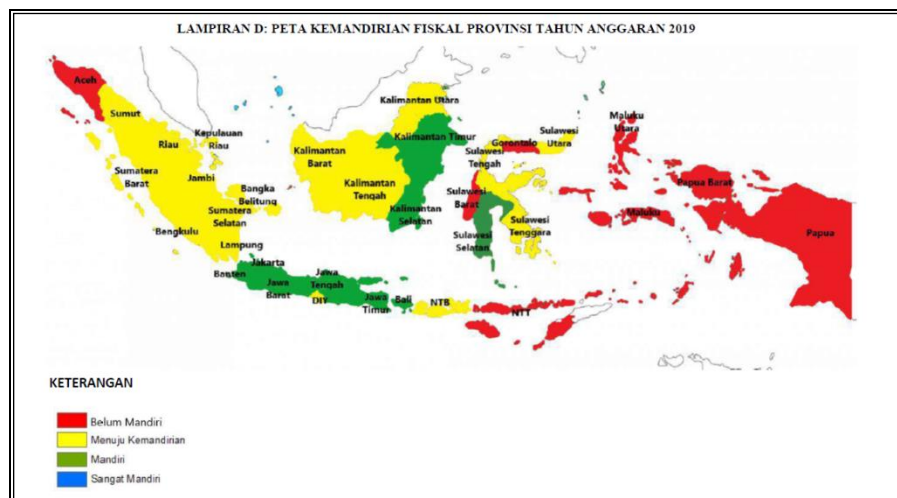 LAMPIRAN D: PETA KEMANDIRIAN FISKAL PROVINSI TAHUN ANGGARAN 2019
Aceh
Sumut
Riau
Kepulauan
Riau
Sumatera
Barat
Jambi
Bangka
Belitung
Sumatera
Selatan
Bengkulu
Lampung
Jakarta
Banten
Jawa
Barat
Jawa
Tengah
DIY
Jawa
Timur
Bali
NTB
NTT
Kalimantan Utara
Kalimantan Timur
Kalimantan
Barat
Kalimantan
Tengah
Kalimantan
Selatan
Gorontalo
Sulawesi
Utara
Sulawesi
Tengah
Sulawesi
Barat
Sulawesi
Tenggara
Sulawesi
Selatan
Maluku
Utara
Maluku
Papua Barat
Papua
KETERANGAN
Belum Mandiri
Menuju Kemandirian
Mandiri
Sangat Mandiri